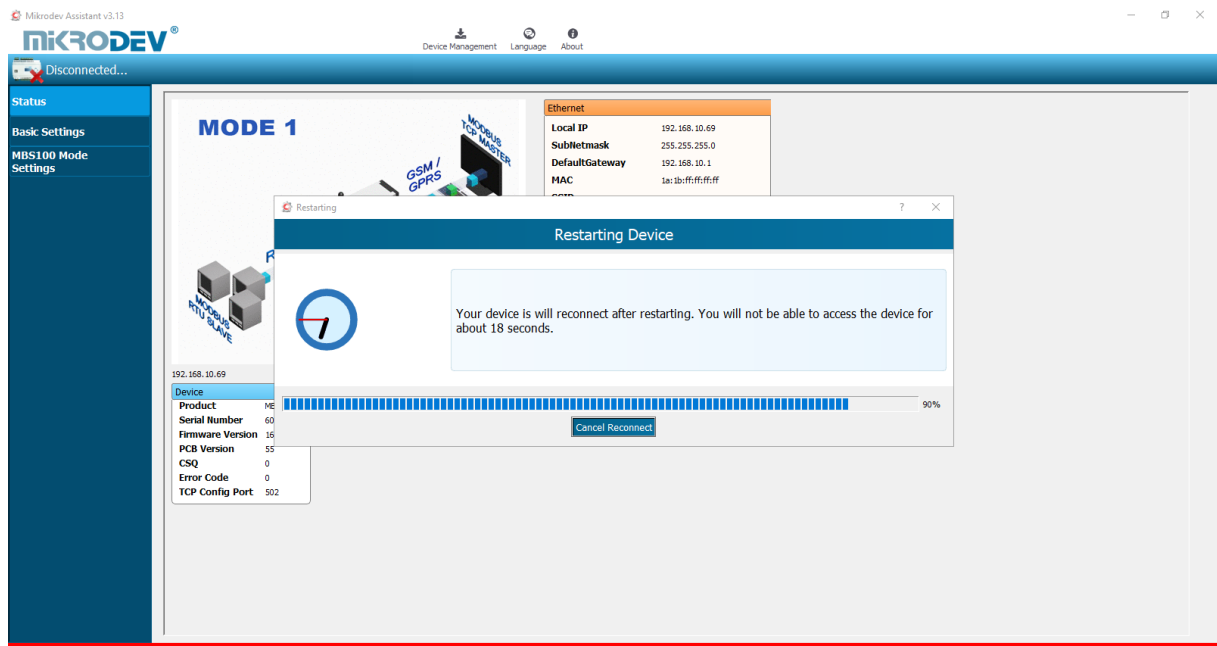 Mikrodev Assistant v3.13
MiKRODEV®
Device Management Language About
Disconnected...
Status
Basic Settings
MBS100 Mode
Settings
MODE 1
MODBUS
TCP MASTER
GSM /
GPRS
MODBUS
RTU SLAVE
192.168.10.69
Ethernet
Local IP 192.168.10.69
SubNetmask 255.255.255.0
DefaultGateway 192.168.10.1
MAC 1a:1b:ff:ff:ff:ff
Restarting
Restarting Device
Your device is will reconnect after restarting. You will not be able to access the device for
about 18 seconds.
90%
Cancel Reconnect
Device
Product
Serial Number 60
Firmware Version 16
PCB Version 55
CSQ 0
Error Code 0
TCP Config Port 502